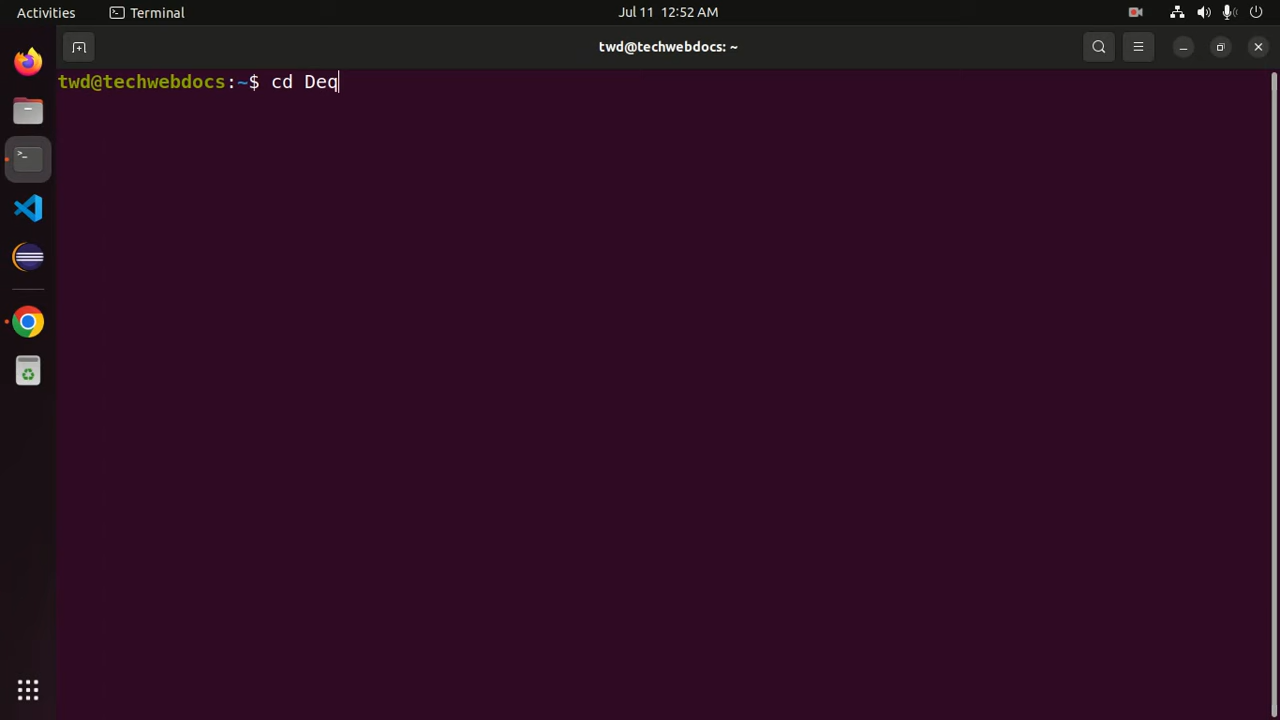 Activities Terminal Jul 11 12:52 AM
twd@techwebdocs: ~
twd@techwebdocs:~$ cd Deq